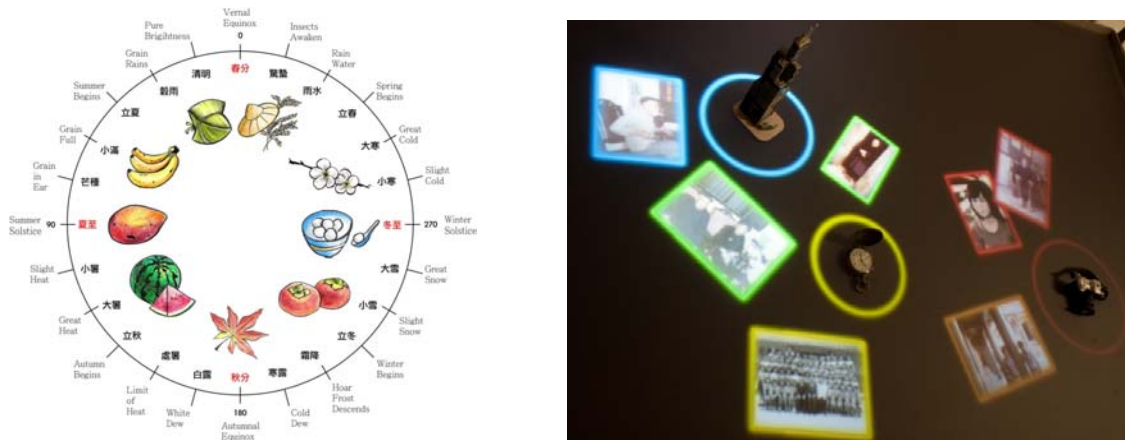 Vernal
Equinox
0
春分
Insects
Awaken
驚蟄
Rain
Water
雨水
Spring
Begins
立春
Great
Cold
大寒
Slight
Cold
小寒
冬至
270
Winter
Solstice
Great
Snow
大雪
Slight
Snow
小雪
Winter
Begins
立冬
Hoar
Frost
Descends
霜降
Cold
Dew
寒露
秋分
180
Autumnal
Equinox
White
Dew
白露
Limit
of
Heat
處暑
Autumn
Begins
立秋
Great
Heat
大暑
Slight
Heat
小暑
Summer
Solstice
90
夏至
Grain
in
Ear
芒種
Grain
Full
小滿
Summer
Begins
立夏
Grain
Rains
穀雨
Pure
Brigihtness
清明